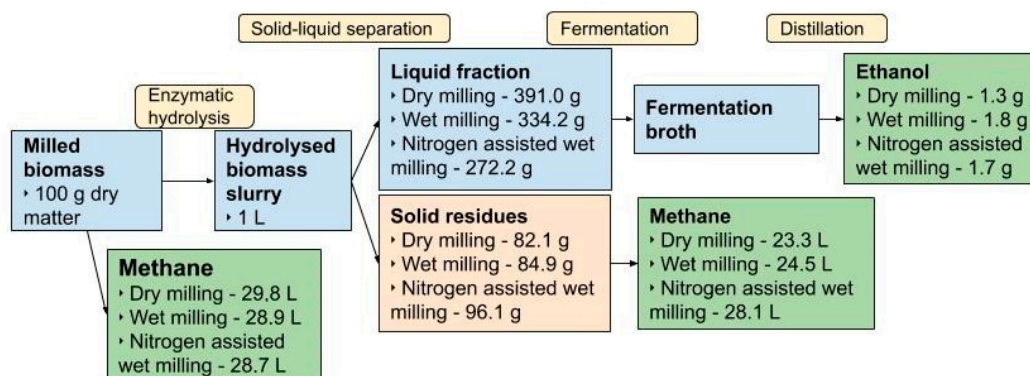 Solid-liquid separation
Fermentation
Distillation
Enzymatic
hydrolysis
Milled
biomass
‣ 100 g dry
matter
Hydrolysed
biomass
slurry
‣ 1 L
Liquid fraction
‣ Dry milling - 391.0 g
‣ Wet milling - 334.2 g
‣ Nitrogen assisted wet
milling - 272.2 g
Fermentation
broth
Ethanol
‣ Dry milling - 1.3 g
‣ Wet milling - 1.8 g
‣ Nitrogen assisted wet
milling - 1.7 g
Solid residues
‣ Dry milling - 82.1 g
‣ Wet milling - 84.9 g
‣ Nitrogen assisted wet
milling - 96.1 g
Methane
‣ Dry milling - 23.3 L
‣ Wet milling - 24.5 L
‣ Nitrogen assisted wet
milling - 28.1 L
Methane
‣ Dry milling - 29,8 L
‣ Wet milling - 28.9 L
‣ Nitrogen assisted
wet milling - 28.7 L